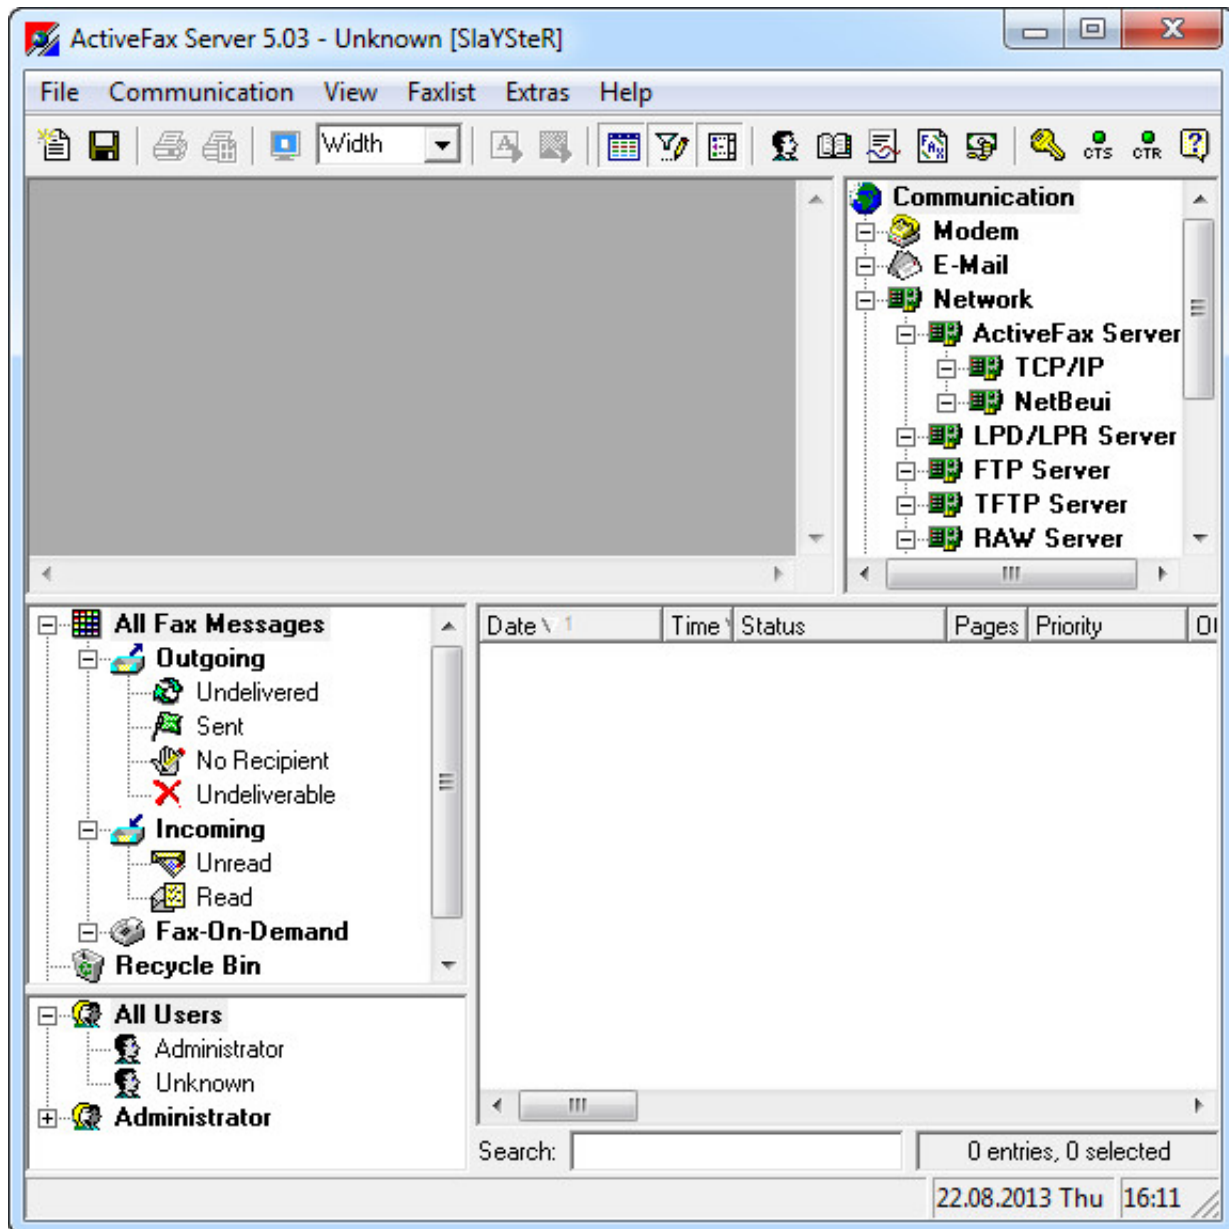 ActiveFax Server 5.03 - Unknown [SlaYSteR]
File Communication View Faxlist Extras Help
Width
CTS CTR
Communication
Modem
E-Mail
Network
ActiveFax Server
TCP/IP
NetBeui
LPD/LPR Server
FTP Server
TFTP Server
RAW Server
All Fax Messages
Outgoing
Undelivered
Sent
No Recipient
Undeliverable
Incoming
Unread
Read
Fax-On-Demand
Recycle Bin
All Users
Administrator
Unknown
Administrator
Date 1 Time Status Pages Priority
Search:
0 entries, 0 selected
22.08.2013 Thu 16:11